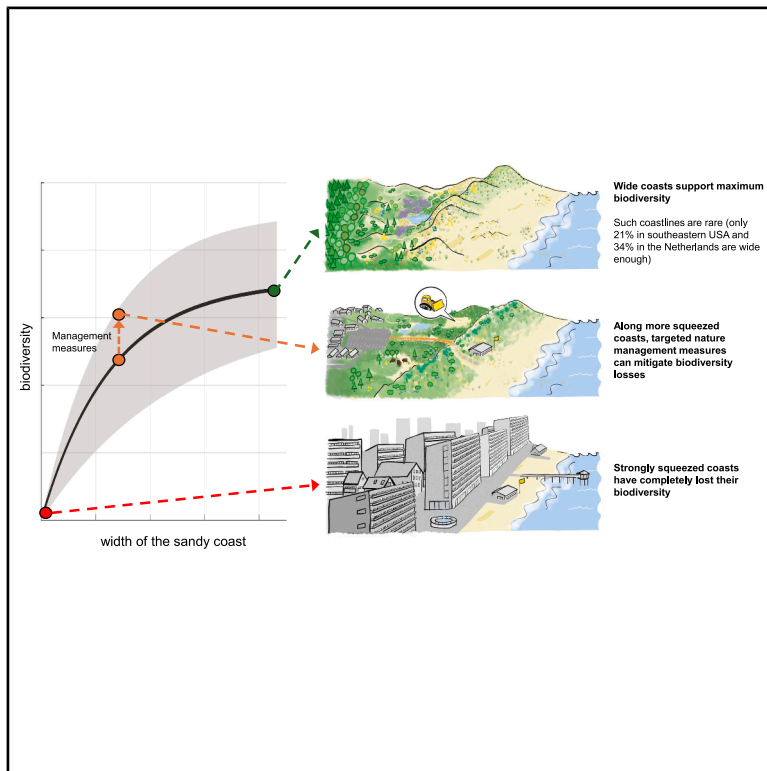 biodiversity
Management
measures
width of the sandy coast
Wide coasts support maximum
biodiversity
Such coastlines are rare (only
21% in southeastern USA and
34% in the Netherlands are wide
enough)
Along more squeezed
coasts, targeted nature
management measures
can mitigate biodiversity
losses
Strongly squeezed coasts
have completely lost their
biodiversity